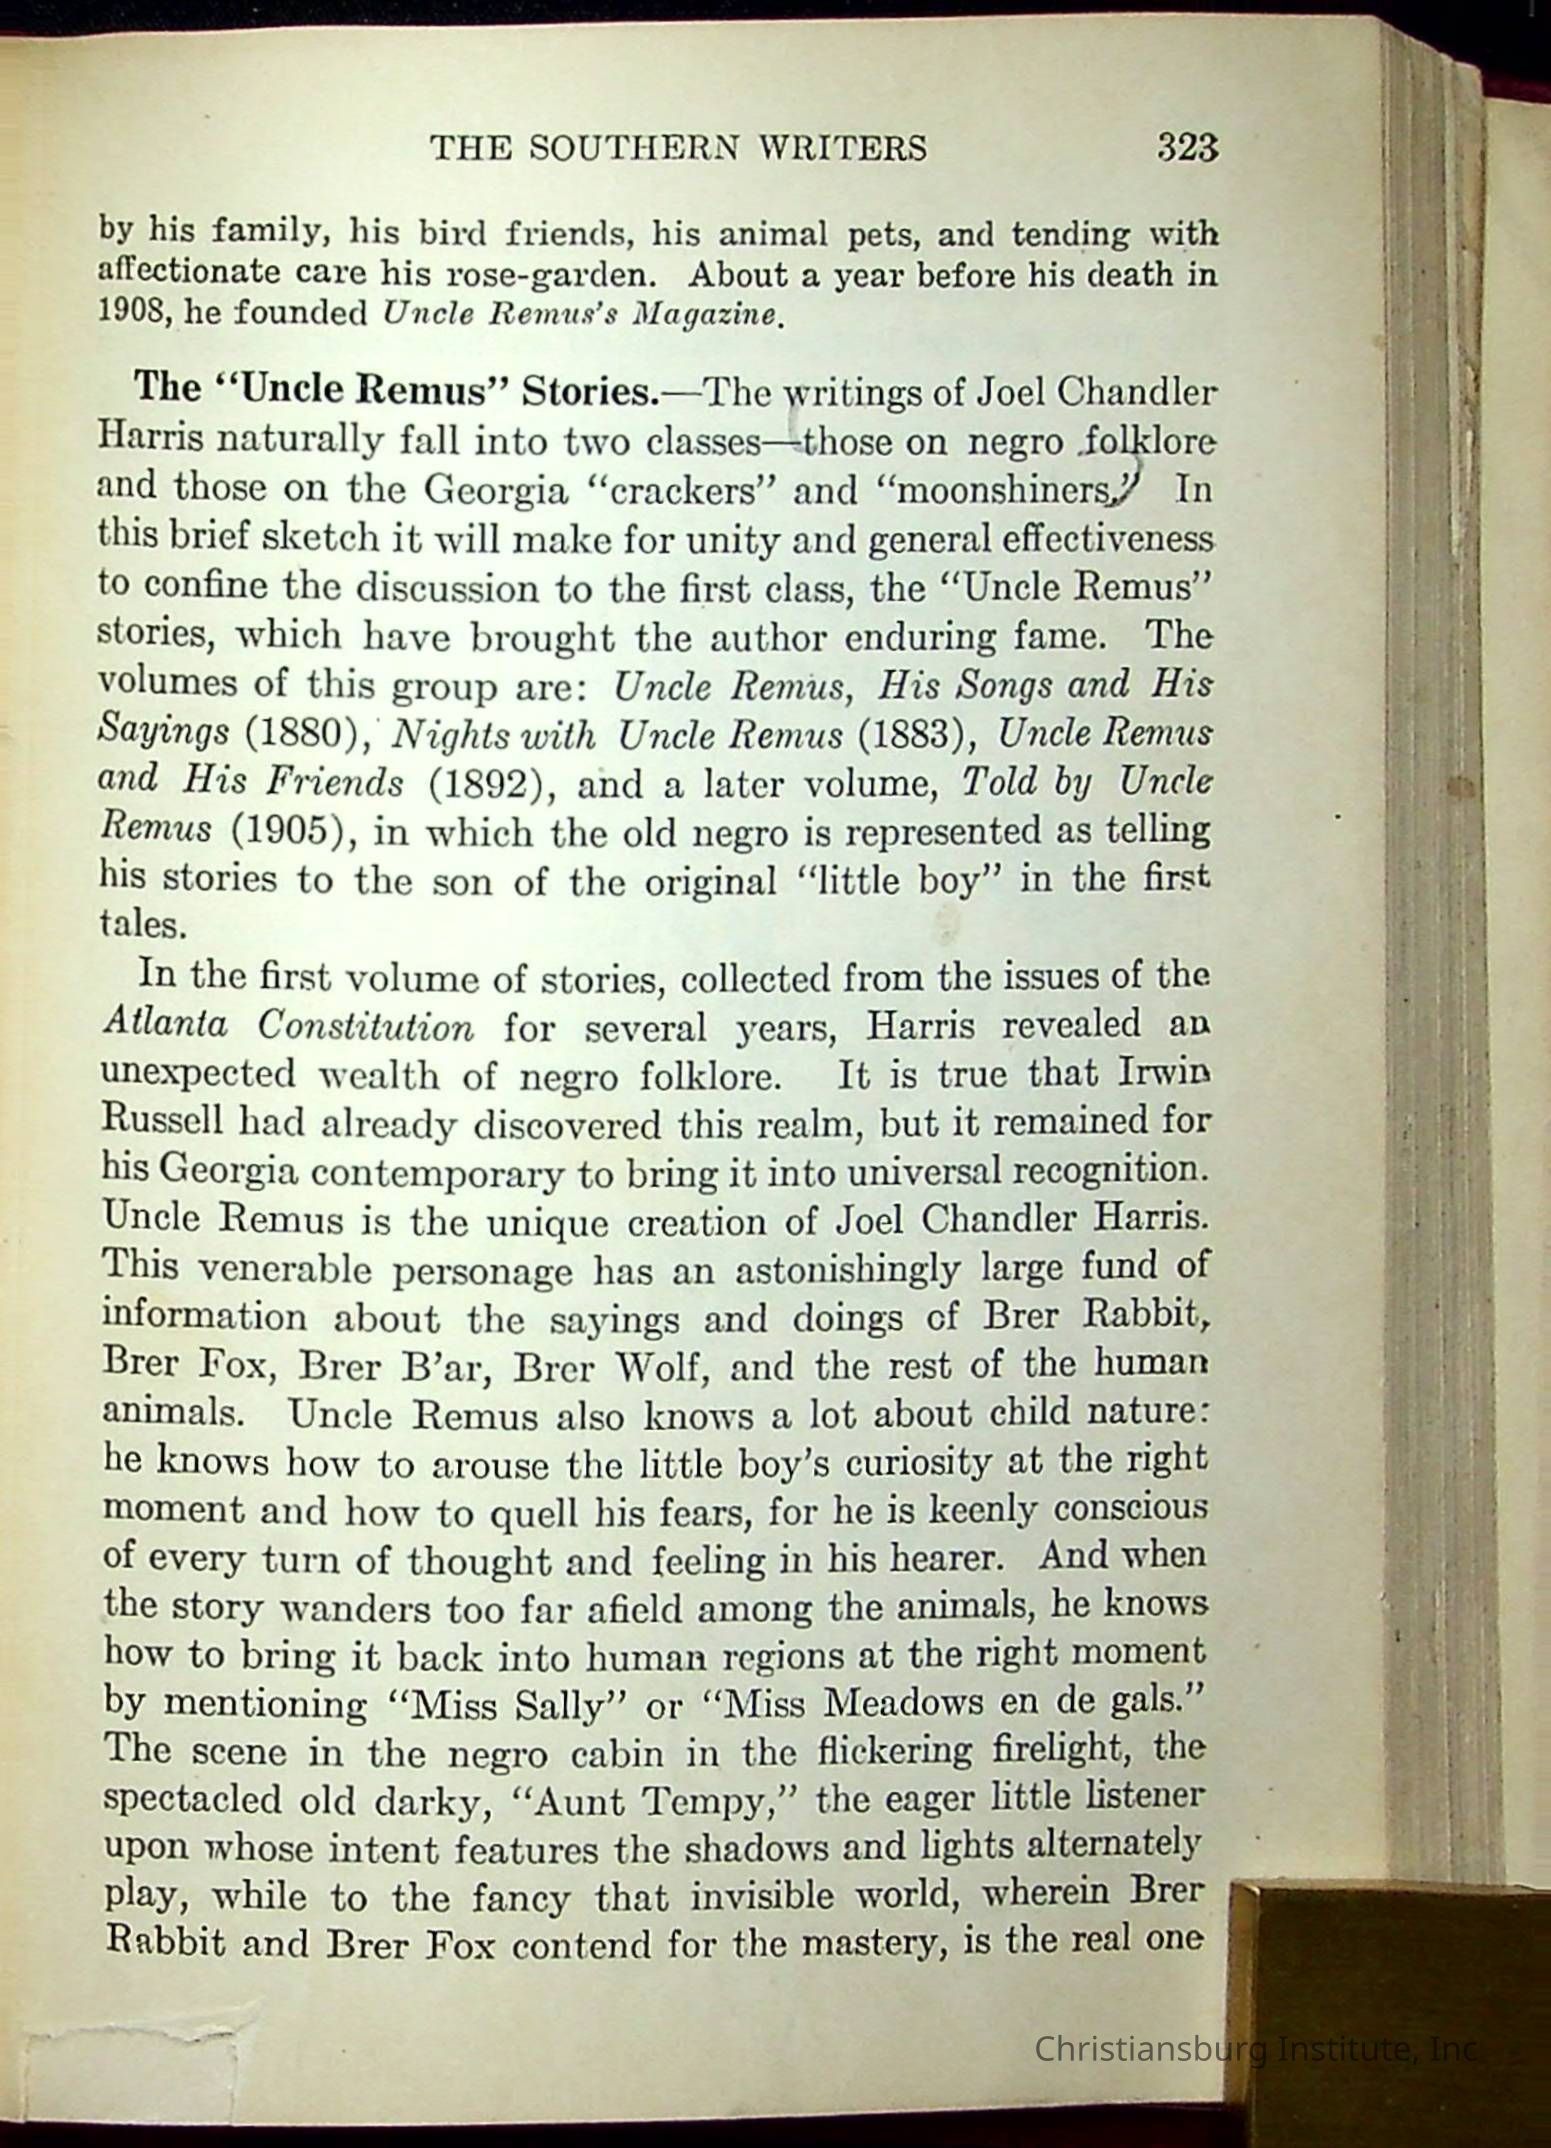 THE SOUTHERN WRITERS 323
by his family, his bird friends, his animal pets, and tending with
affectionate care his rose-garden. About a year before his death in
1908, he founded Uncle Remus's Magazine.
The “Uncle Remus” Stories.—The writings of Joel Chandler
Harris naturally fall into two classes—those on negro folklore
and those on the Georgia “crackers” and “moonshiners.” In
this brief sketch it will make for unity and general effectiveness
to confine the discussion to the first class, the “Uncle Remus”
stories, which have brought the author enduring fame. The
volumes of this group are: Uncle Remus, His Songs and His
Sayings (1880), Nights with Uncle Remus (1883), Uncle Remus
and His Friends (1892), and a later volume, Told by Uncle
Remus (1905), in which the old negro is represented as telling
his stories to the son of the original “little boy” in the first
tales.
In the first volume of stories, collected from the issues of the
Atlanta Constitution for several years, Harris revealed an
unexpected wealth of negro folklore. It is true that Irwin
Russell had already discovered this realm, but it remained for
his Georgia contemporary to bring it into universal recognition.
Uncle Remus is the unique creation of Joel Chandler Harris.
This venerable personage has an astonishingly large fund of
information about the sayings and doings of Brer Rabbit,
Brer Fox, Brer B'ar, Brer Wolf, and the rest of the human
animals. Uncle Remus also knows a lot about child nature:
he knows how to arouse the little boy's curiosity at the right
moment and how to quell his fears, for he is keenly conscious
of every turn of thought and feeling in his hearer. And when
the story wanders too far afield among the animals, he knows
how to bring it back into human regions at the right moment
by mentioning “Miss Sally” or “Miss Meadows en de gals.”
The scene in the negro cabin in the flickering firelight, the
spectacled old darky, “Aunt Tempy,” the eager little listener
upon whose intent features the shadows and lights alternately
play, while to the fancy that invisible world, wherein Brer
Rabbit and Brer Fox contend for the mastery, is the real one
Christiansburg Institute, Inc